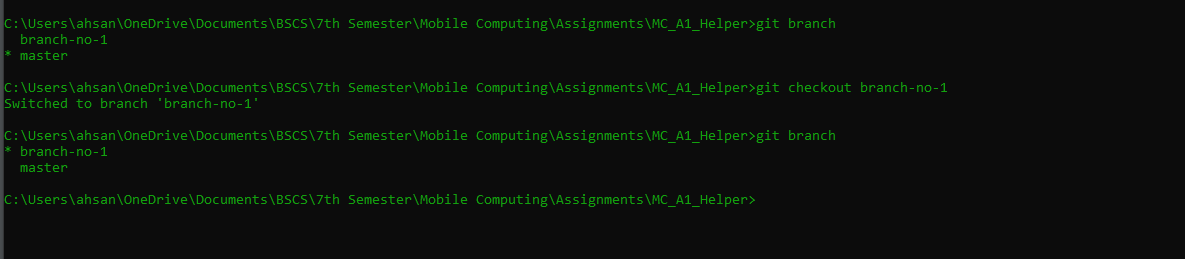 C:\Users\ahsan\OneDrive\Documents\BSCS\7th Semester\Mobile Computing\Assignments\MC_A1_Helper>git branch
  branch-no-1
* master
C:\Users\ahsan\OneDrive\Documents\BSCS\7th Semester\Mobile Computing\Assignments\MC_A1_Helper>git checkout branch-no-1
Switched to branch 'branch-no-1'
C:\Users\ahsan\OneDrive\Documents\BSCS\7th Semester\Mobile Computing\Assignments\MC_A1_Helper>git branch
* branch-no-1
  master
C:\Users\ahsan\OneDrive\Documents\BSCS\7th Semester\Mobile Computing\Assignments\MC_A1_Helper>